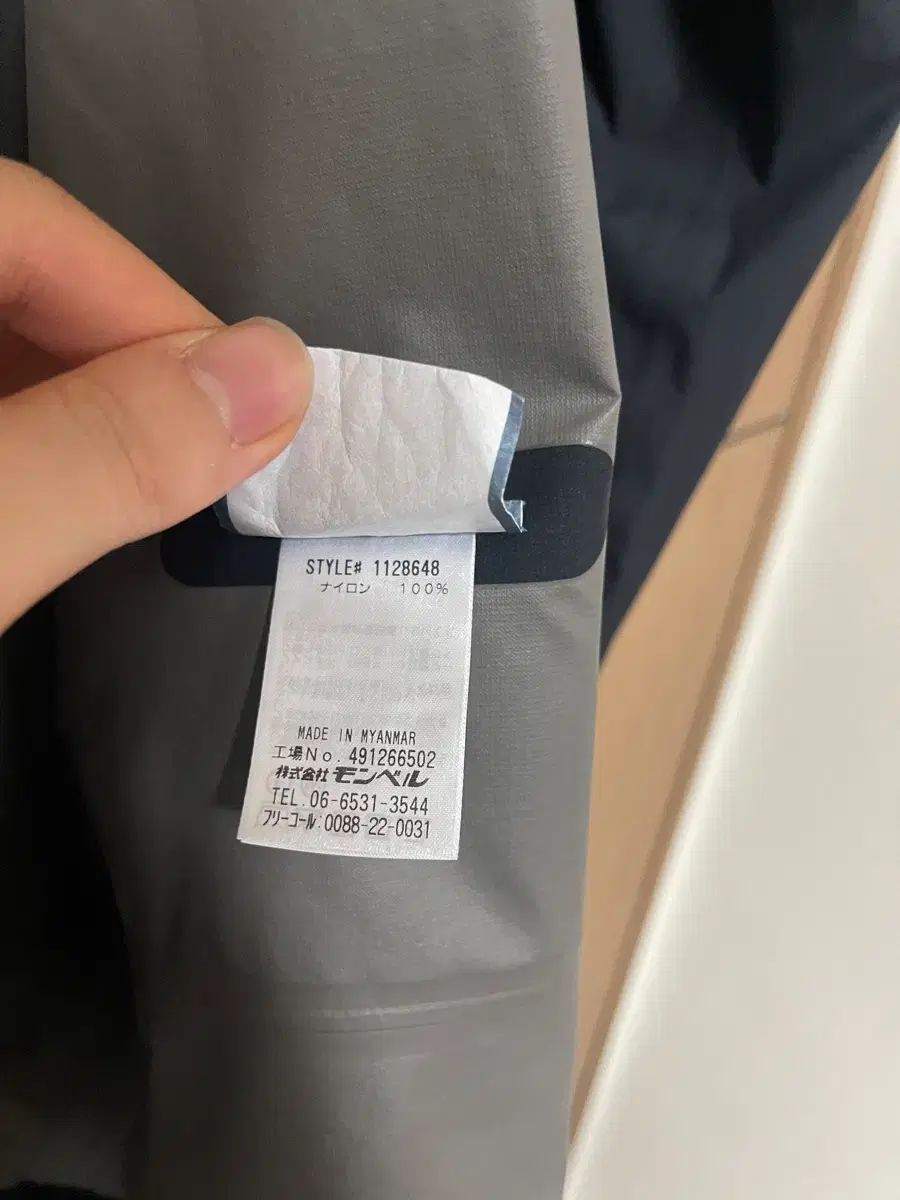 STYLE# 1128648
ナイロン 100%
MADE IN MYANMAR
工場No. 491266502
株式会社モンベル
TEL.06-6531-3544
フリーコール:0088-22-0031